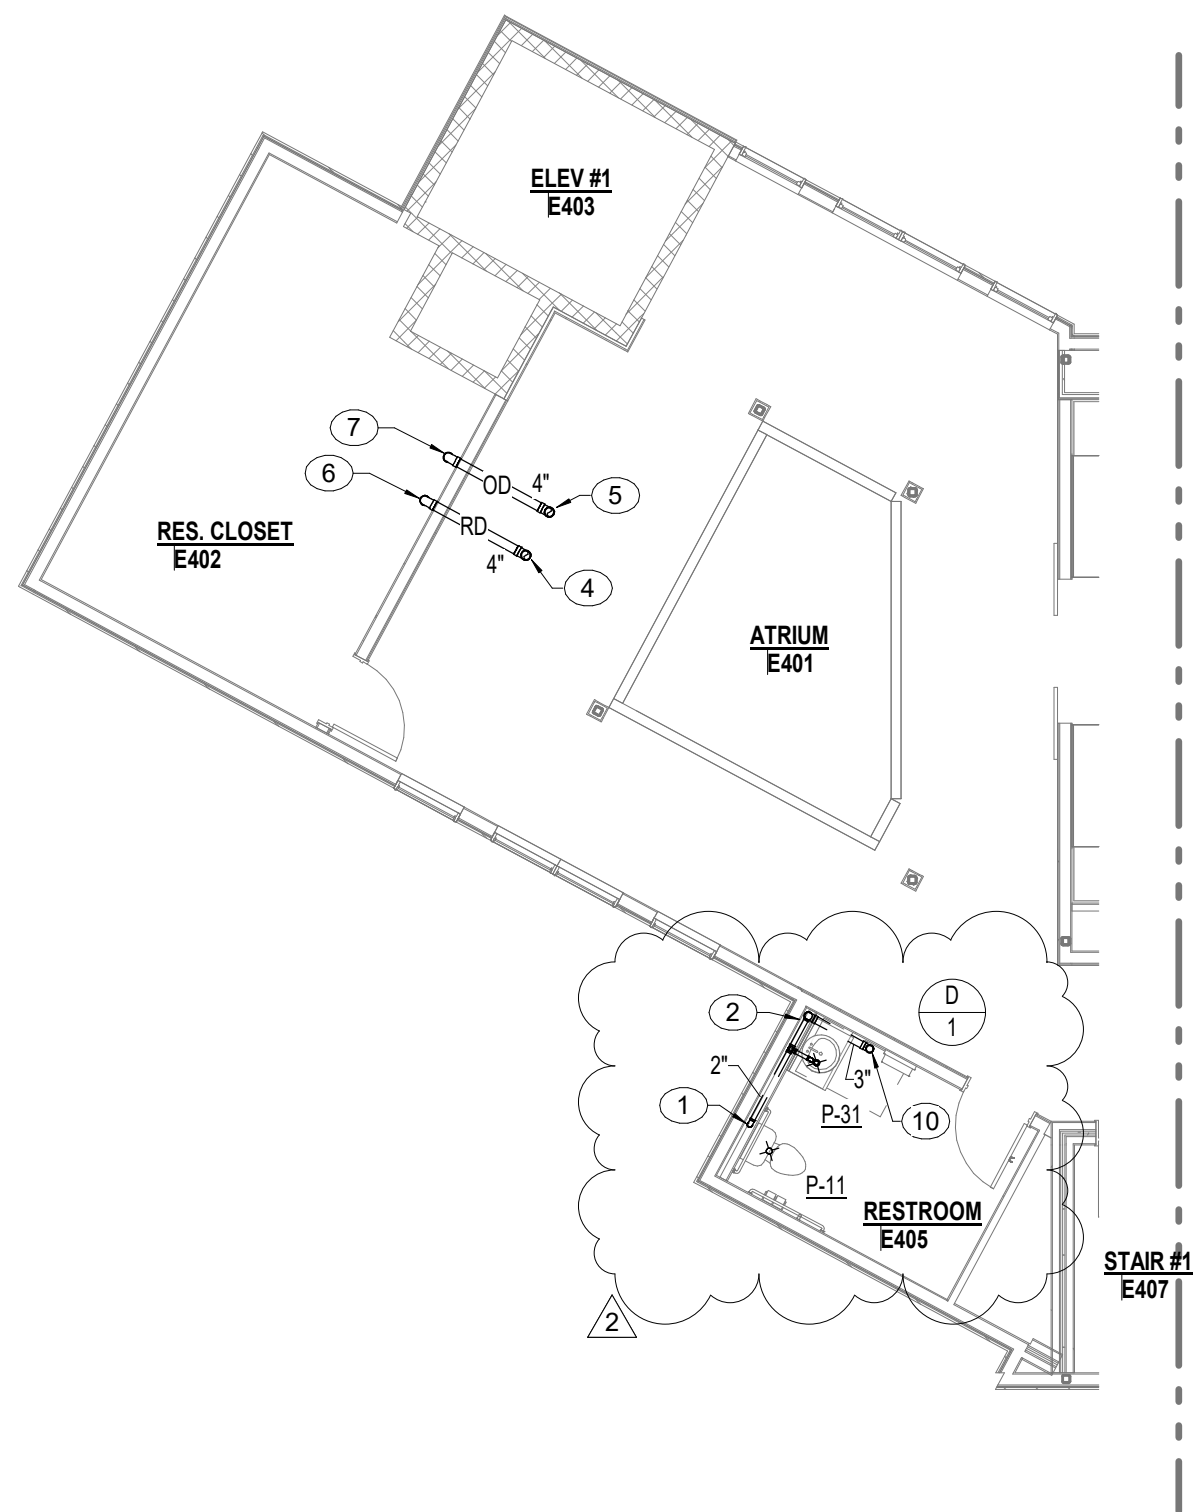 ELEV #1
E403
7
OD
4"
5
6
RD
4"
4
RES. CLOSET
E402
ATRIUM
E401
D
1
2
2"
3"
1
10
P-31
P-11
RESTROOM
E405
STAIR #1
E407
2